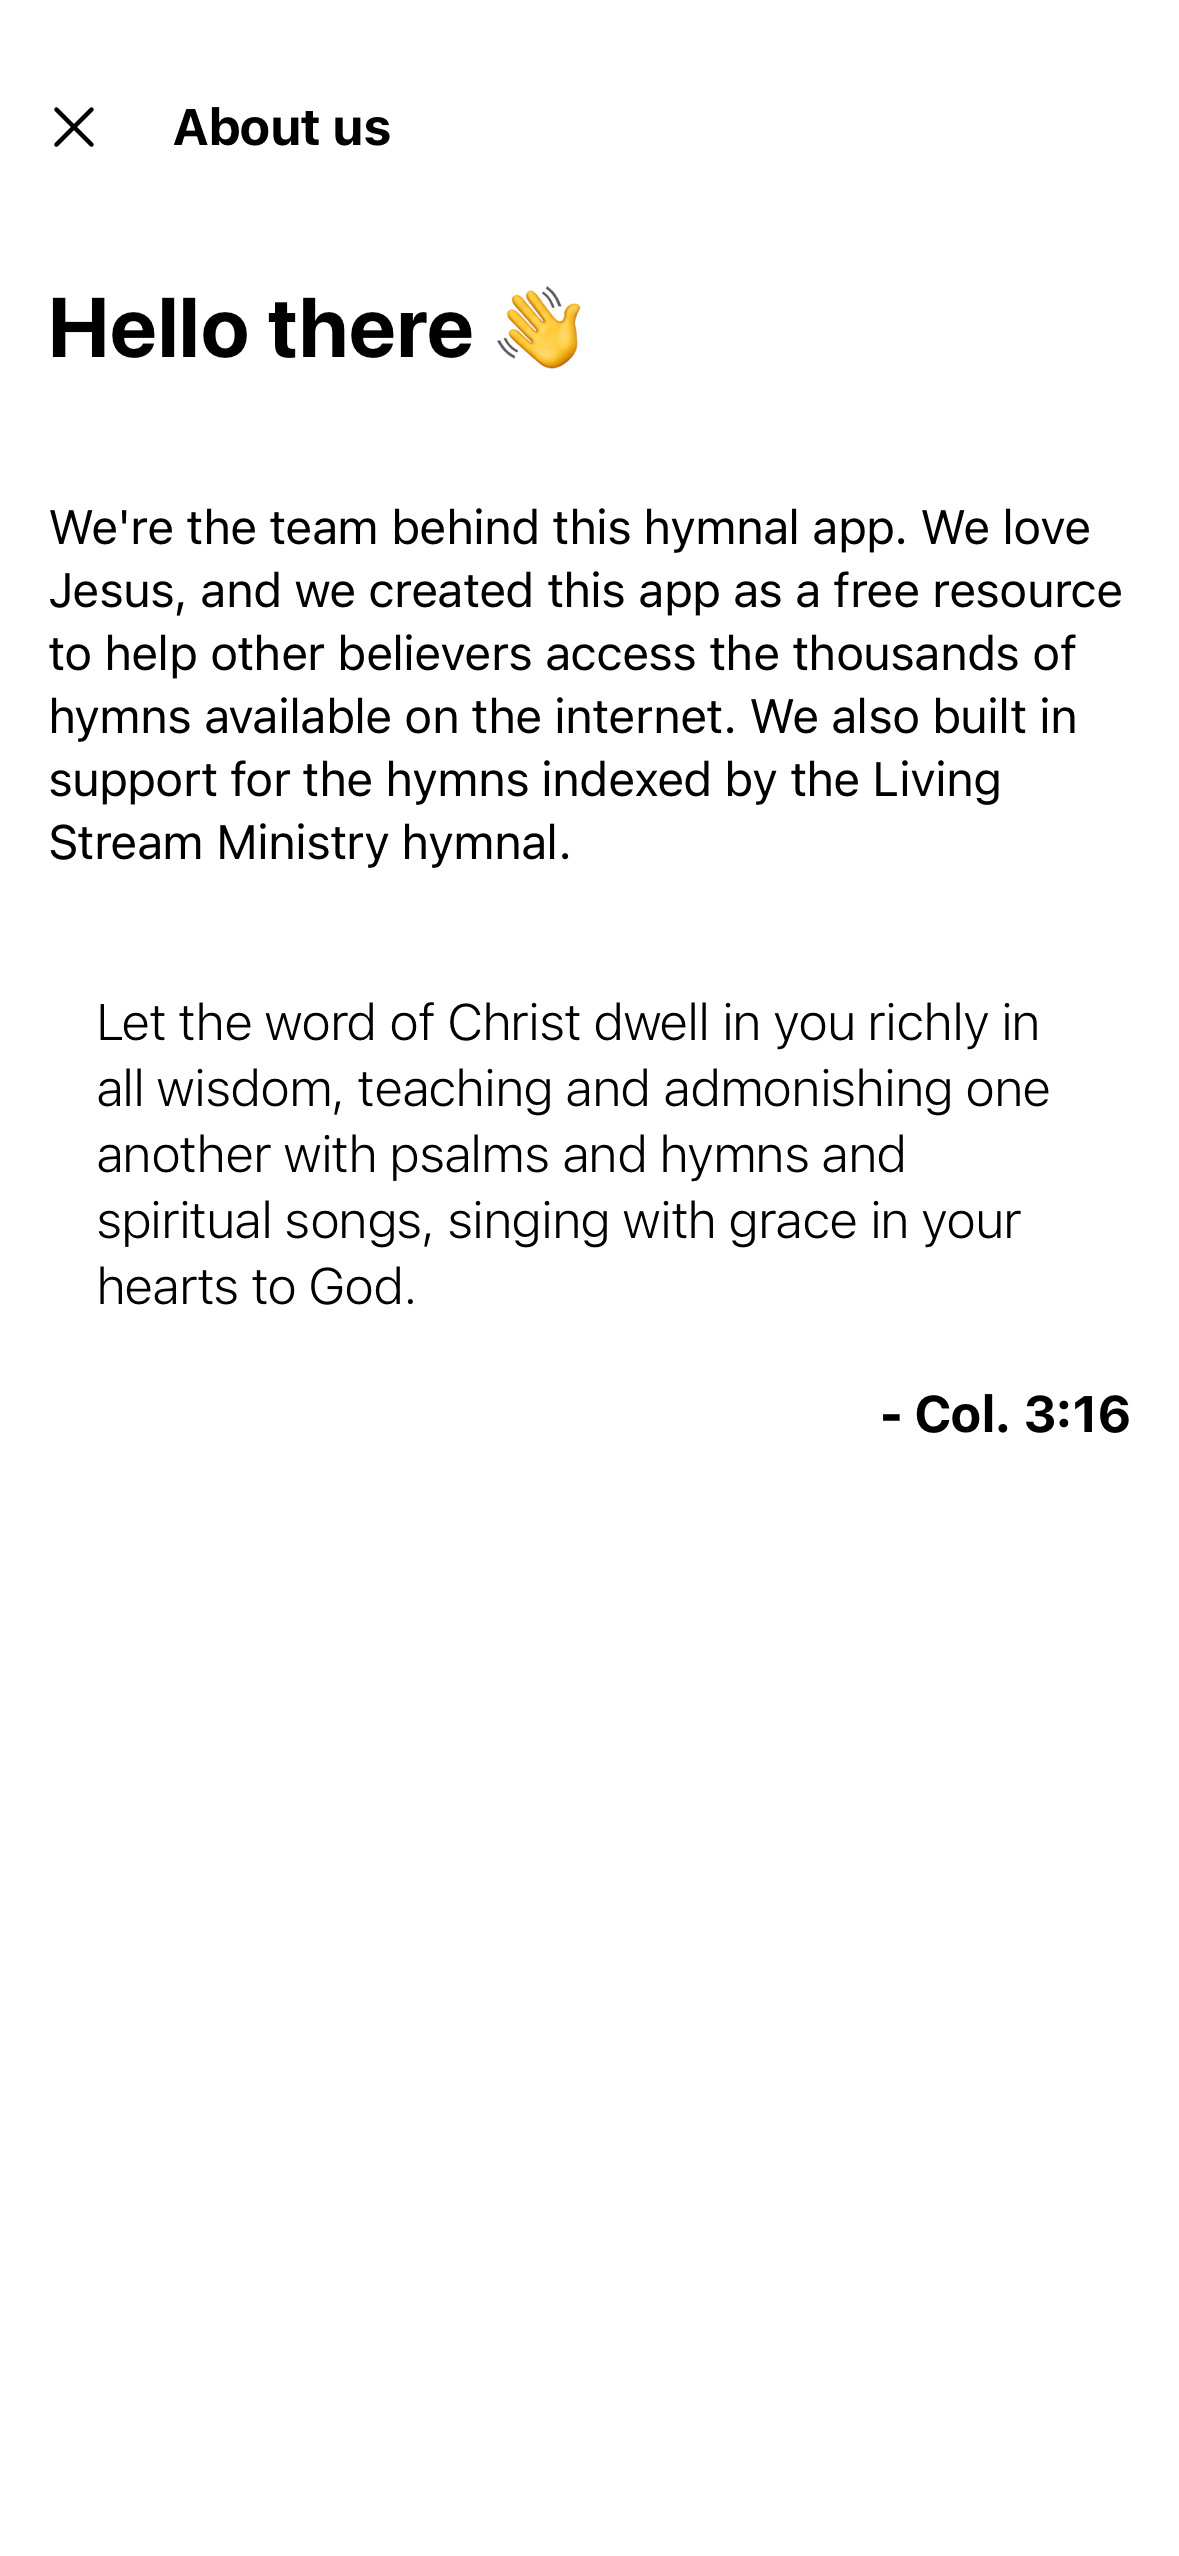 About us
Hello there 👋
We're the team behind this hymnal app. We love
Jesus, and we created this app as a free resource
to help other believers access the thousands of
hymns available on the internet. We also built in
support for the hymns indexed by the Living
Stream Ministry hymnal.
Let the word of Christ dwell in you richly in
all wisdom, teaching and admonishing one
another with psalms and hymns and
spiritual songs, singing with grace in your
hearts to God.
- Col. 3:16